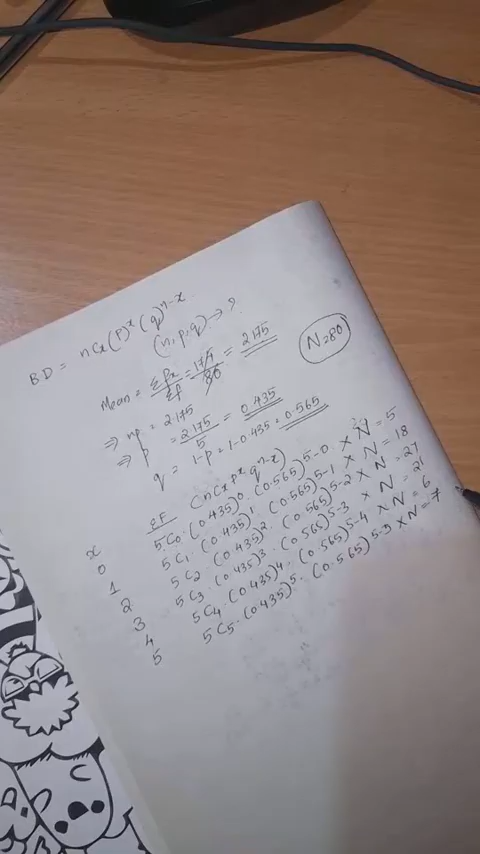 BD = nCx (p)^x (q)^n-x
(n, p, q) → ?
Mean = Σfx/Σf = 174/80 = 2.175
N=80
⇒ np = 2.175
⇒ p = 2.175/5 = 0.435
q = 1-p = 1-0.435 = 0.565
x EF (nCx p^x q^n-x)
0 5C0 · (0.435)^0 · (0.565)^5-0 × N = 5
1 5C1 · (0.435)^1 · (0.565)^5-1 × N = 18
2 5C2 · (0.435)^2 · (0.565)^5-2 × N = 27
3 5C3 · (0.435)^3 · (0.565)^5-3 × N = 21
4 5C4 · (0.435)^4 · (0.565)^5-4 × N = 6
5 5C5 · (0.435)^5 · (0.565)^5-5 × N = 7